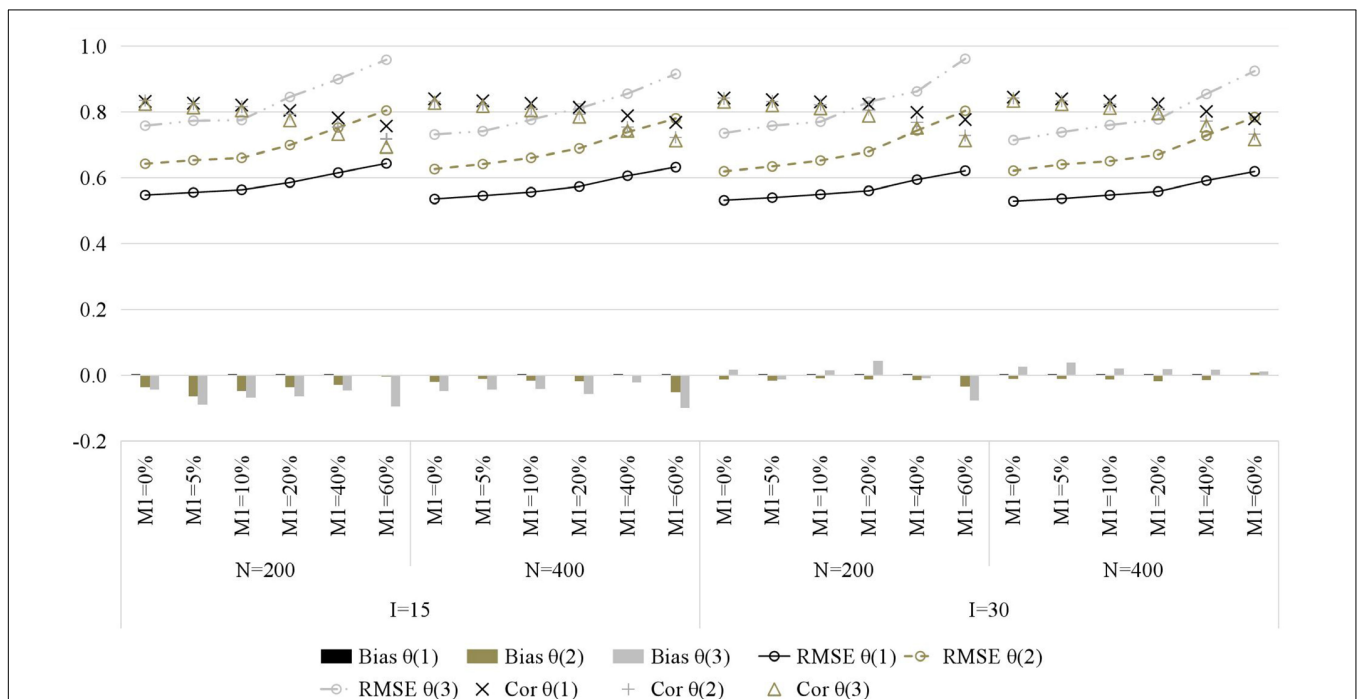 1.0
0.8
0.6
0.4
0.2
0.0
-0.2
M1=0% M1=5% M1=10% M1=20% M1=40% M1=60% M1=0% M1=5% M1=10% M1=20% M1=40% M1=60% M1=0% M1=5% M1=10% M1=20% M1=40% M1=60% M1=0% M1=5% M1=10% M1=20% M1=40% M1=60%
N=200 N=400 N=200 N=400
I=15 I=30
Bias θ(1) Bias θ(2) Bias θ(3) RMSE θ(1) RMSE θ(2)
RMSE θ(3) Cor θ(1) Cor θ(2) Cor θ(3)